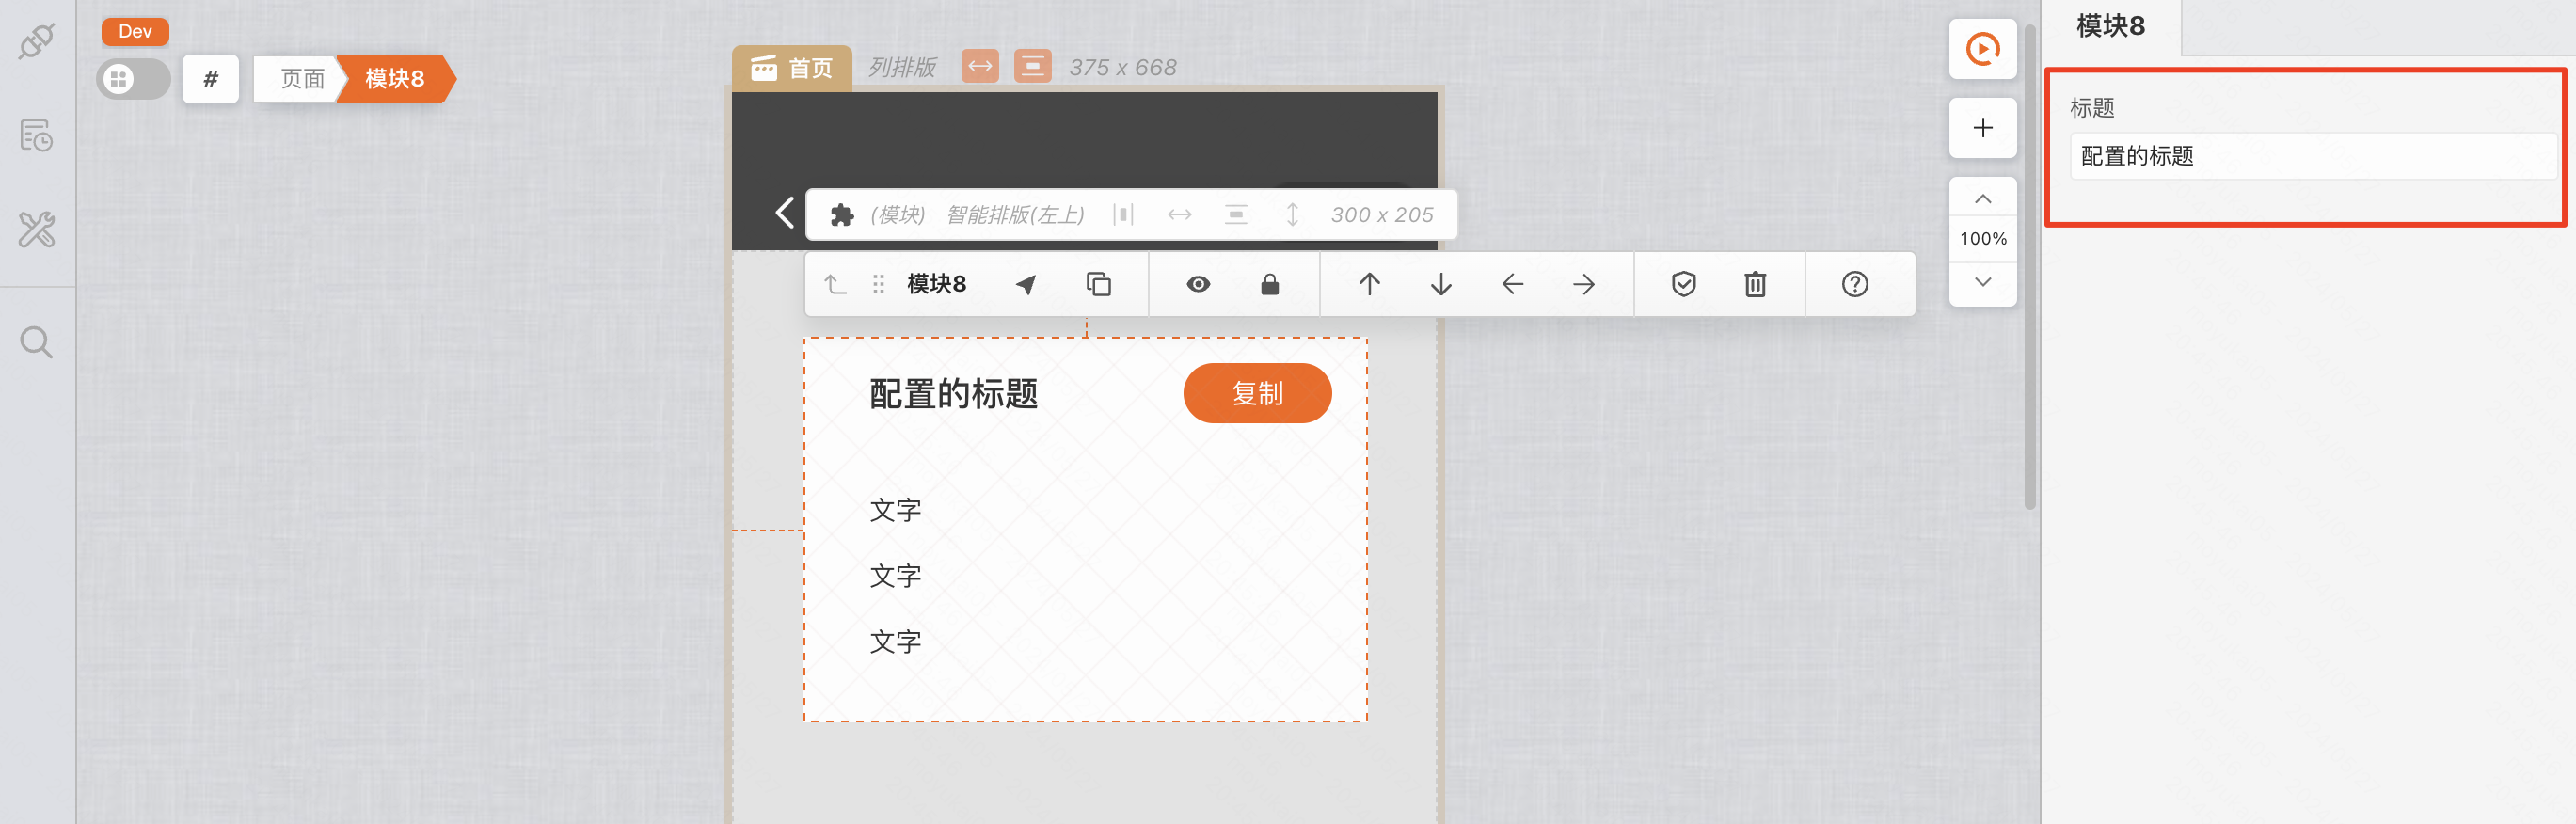 Dev
# 页面 模块8
首页 列排版 375 x 668
(模块) 智能排版(左上) 300 x 205
模块8
配置的标题 复制
文字
文字
文字
100%
模块8
标题
配置的标题